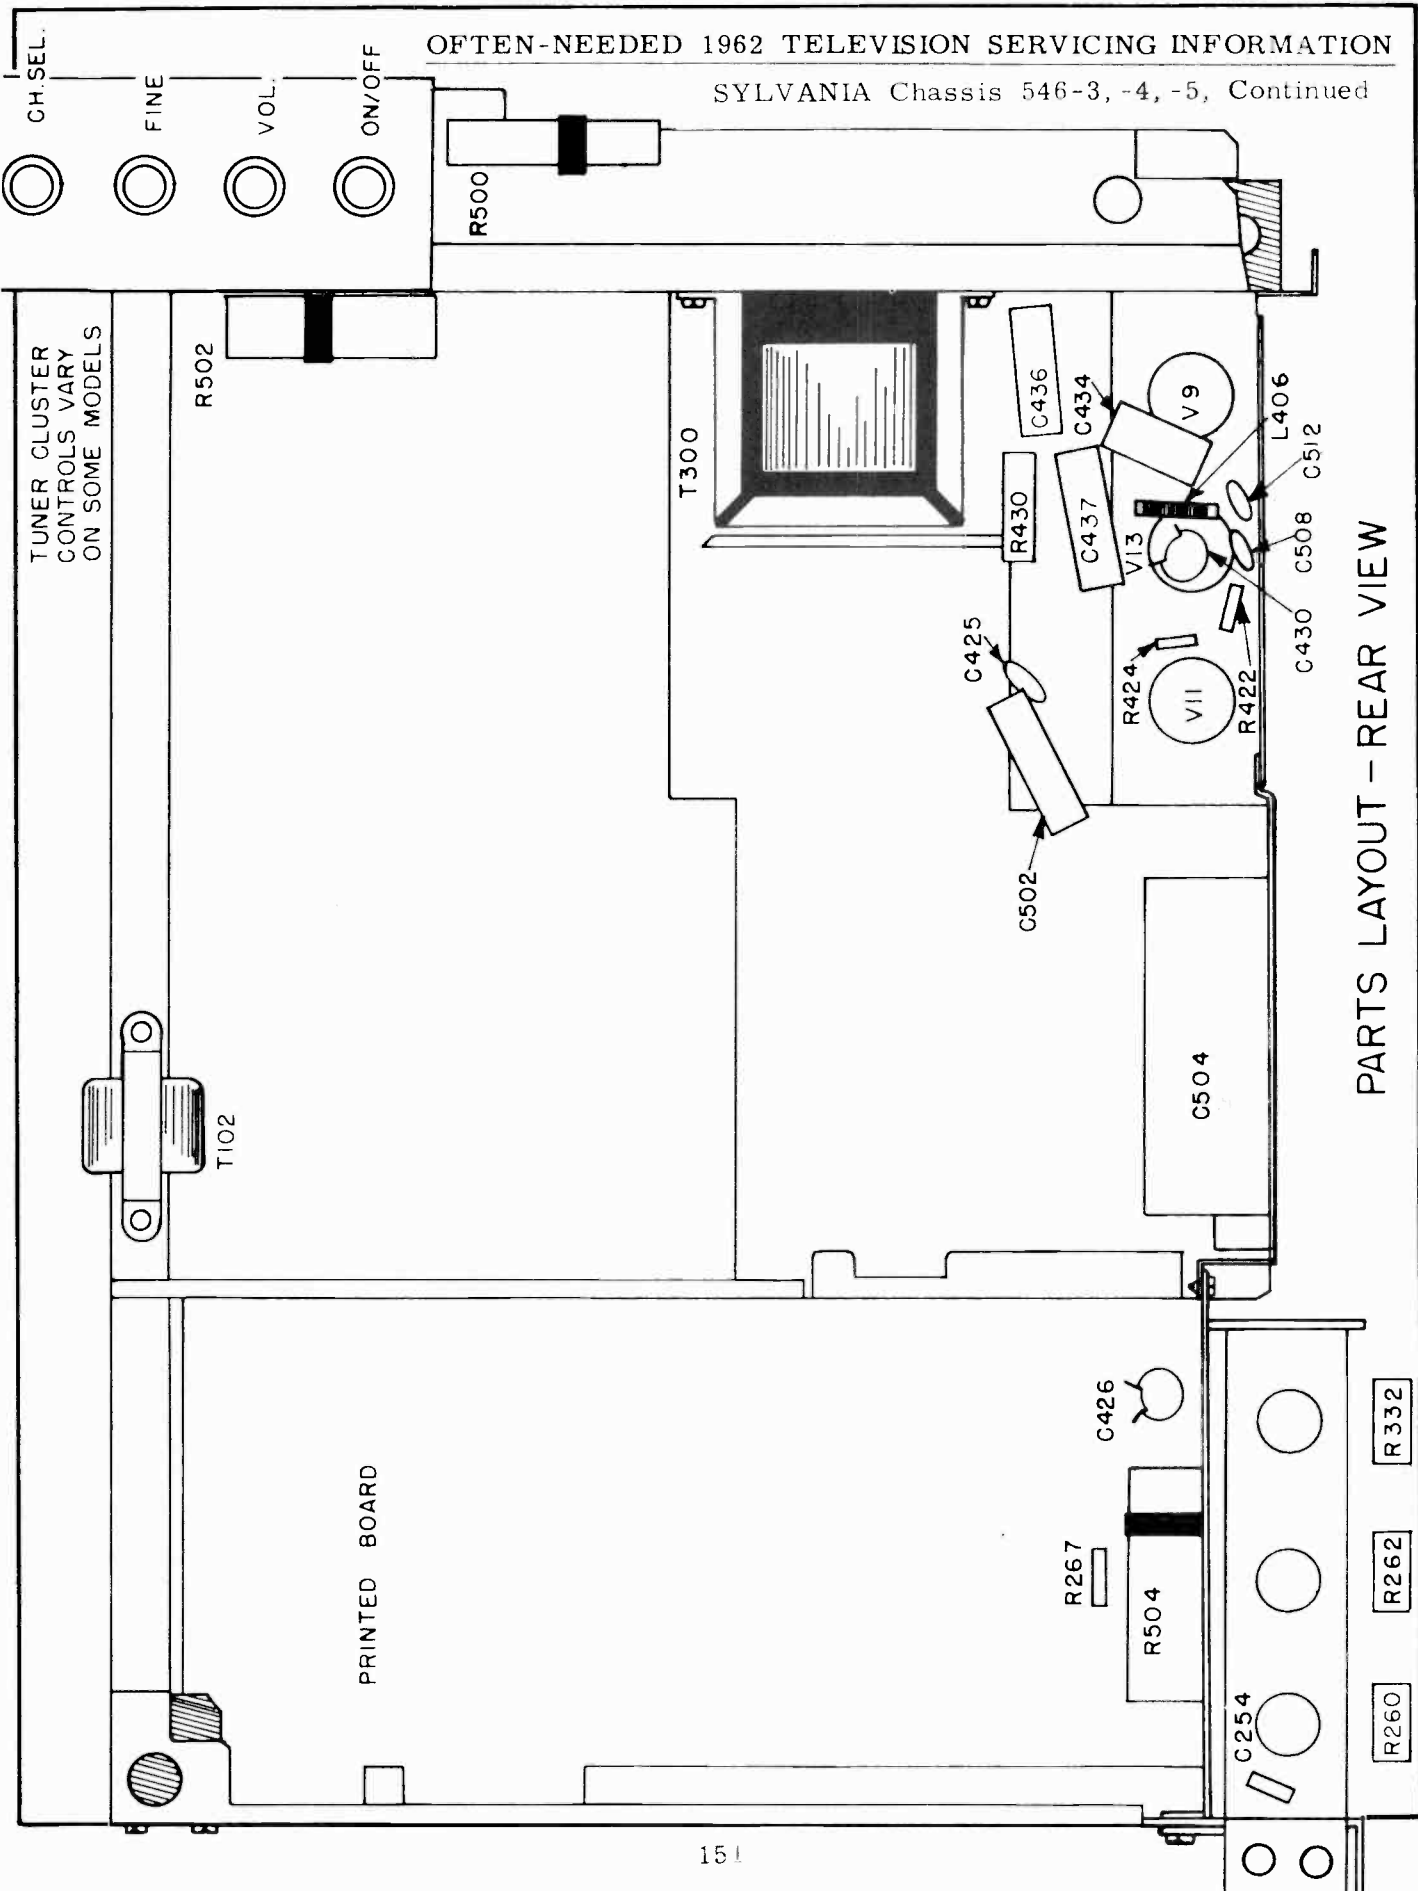 OFTEN-NEEDED 1962 TELEVISION SERVICING INFORMATION
SYLVANIA Chassis 546-3, -4, -5, Continued
CH.SEL.
FINE
VOL.
ON/OFF
R500
TUNER CLUSTER
CONTROLS VARY
ON SOME MODELS
R502
T300
C436
C434
V9
L406
R430
C437
V13
C512
C508
C425
R424
V11
R422
C430
C502
T102
C504
C426
PRINTED BOARD
R267
R504
C254
R332
R262
R260
PARTS LAYOUT - REAR VIEW
151